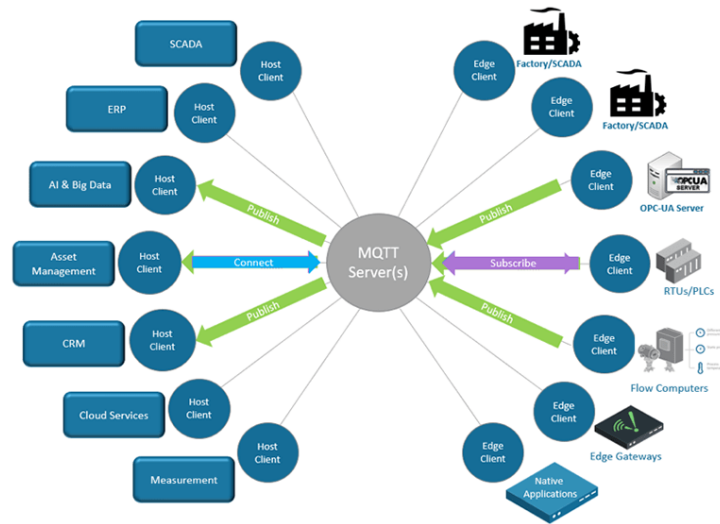 SCADA
Host
Client
ERP
Host
Client
AI & Big Data
Host
Client
Publish
Asset
Management
Host
Client
Connect
CRM
Host
Client
Publish
Cloud Services
Host
Client
Measurement
Host
Client
MQTT
Server(s)
Edge
Client
Factory/SCADA
Edge
Client
Factory/SCADA
Publish
Edge
Client
OPCUA
SERVER
OPC-UA Server
Subscribe
Edge
Client
RTUs/PLCs
Publish
Edge
Client
Flow Computers
Edge
Client
Edge Gateways
Edge
Client
Native
Applications